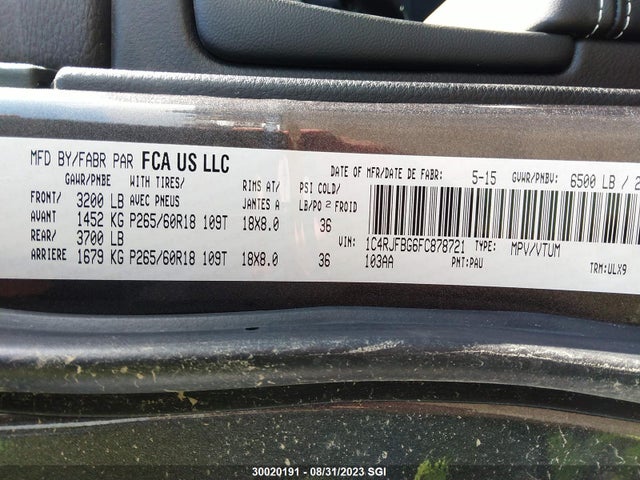 MFD BY/FABR PAR FCA US LLC
DATE OF MFR/DATE DE FABR: 5-15 GVWR/PNBV: 6500 LB
GAWR/PNBE WITH TIRES/ RIMS AT/ PSI COLD/
FRONT/ 3200 LB AVEC PNEUS JANTES A LB/PO 2 FROID
AVANT 1452 KG P265/60R18 109T 18X8.0 36
REAR/ 3700 LB
ARRIERE 1679 KG P265/60R18 109T 18X8.0 36
VIN: 1C4RJFBG6FC878721 TYPE: MPV/VTUM
103AA PNT:PAU TRM:ULX9
30020191 - 08/31/2023 SGI